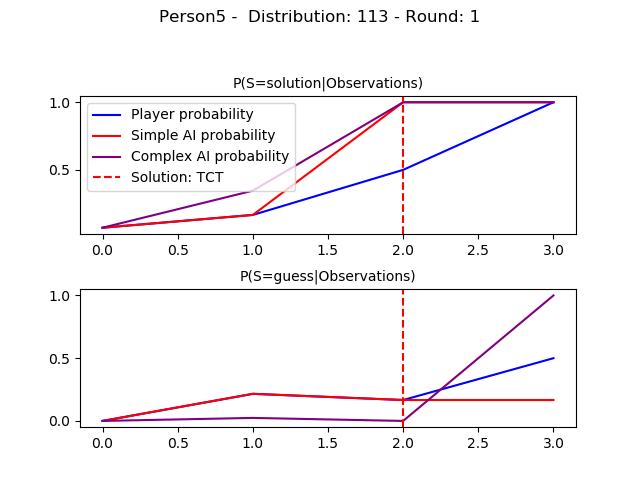 Person5 -  Distribution: 113 - Round: 1
P(S=solution|Observations)
1.0
0.5
Player probability
Simple AI probability
Complex AI probability
Solution: TCT
0.0 0.5 1.0 1.5 2.0 2.5 3.0
P(S=guess|Observations)
1.0
0.5
0.0
0.0 0.5 1.0 1.5 2.0 2.5 3.0